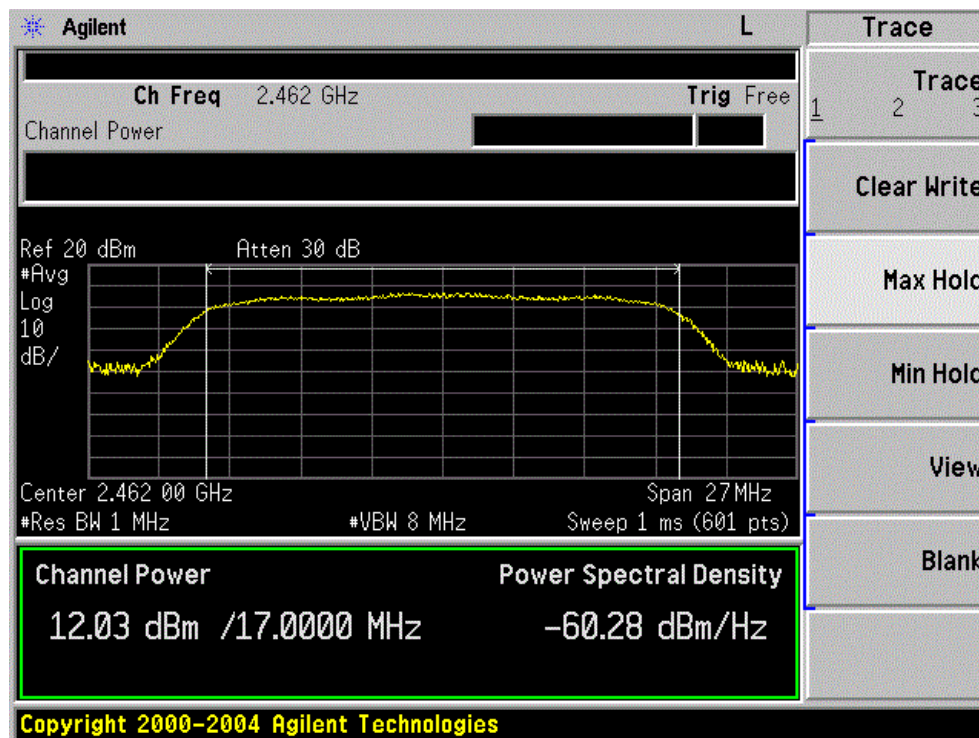 Agilent L Trace
Ch Freq 2.462 GHz Trig Free
Channel Power
Trace
1 2 3
Clear Write
Max Hold
Min Hold
View
Blank
Ref 20 dBm Atten 30 dB
#Avg
Log
10
dB/
Center 2.462 00 GHz Span 27 MHz
#Res BW 1 MHz #VBW 8 MHz Sweep 1 ms (601 pts)
Channel Power Power Spectral Density
12.03 dBm /17.0000 MHz -60.28 dBm/Hz
Copyright 2000-2004 Agilent Technologies